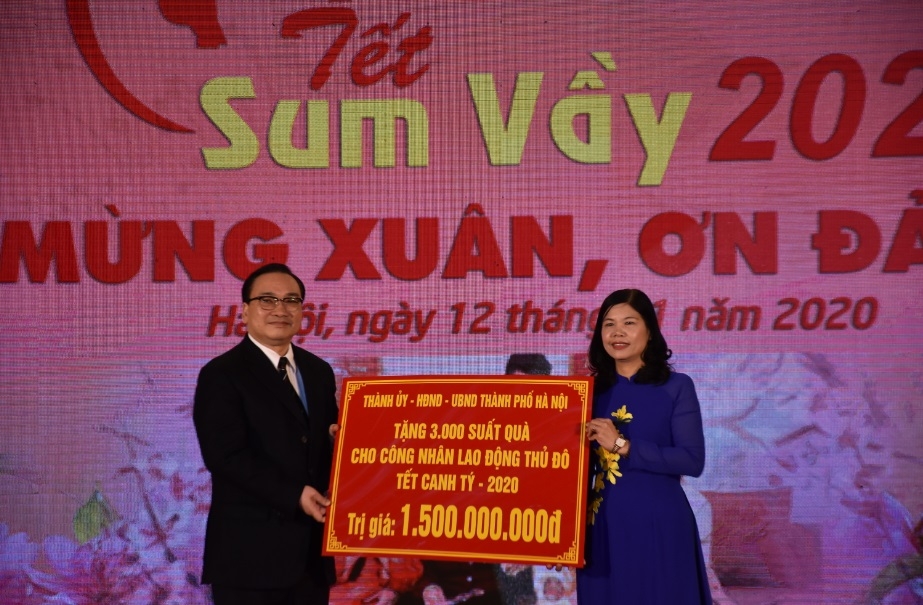 Tết
Sum Vầy 202
MỪNG XUÂN, ƠN ĐẢ
Hà Nội, ngày 12 tháng 1 năm 2020
THÀNH ỦY - HĐND - UBND THÀNH PHỐ HÀ NỘI
TẶNG 3.000 SUẤT QUÀ
CHO CÔNG NHÂN LAO ĐỘNG THỦ ĐÔ
TẾT CANH TÝ - 2020
Trị giá: 1.500.000.000đ